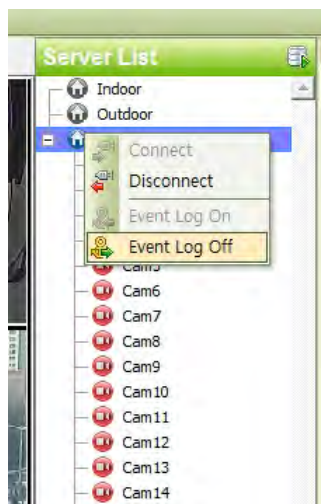 Server List
Indoor
Outdoor
Connect
Disconnect
Event Log On
Event Log Off
Cam5
Cam6
Cam7
Cam8
Cam9
Cam10
Cam11
Cam12
Cam13
Cam14